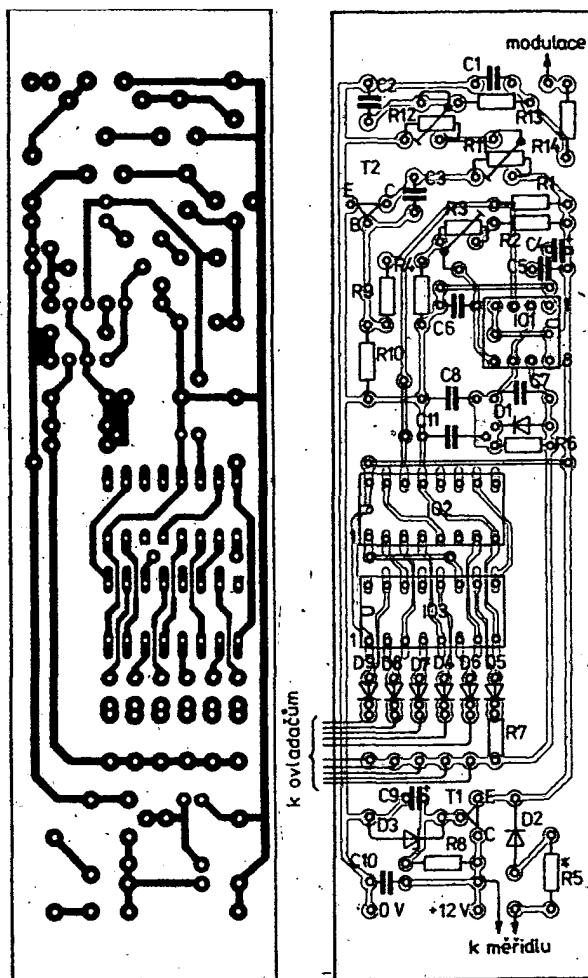 modulace
C1
C2
R12
R13
R11
R14
T2
C3
E
C
B
R1
R3
R2
C4
C5
R4
R9
C6
IO1
1
8
R10
C8
C7
D1
C11
R6
IO2
1
IO3
1
D9 D8 D7 D4 D6 D5
k ovladačům
R7
C9
+
T1
E
D3
D2
C
R8
C10
*
R5
0 V
+12 V
k měřidlu